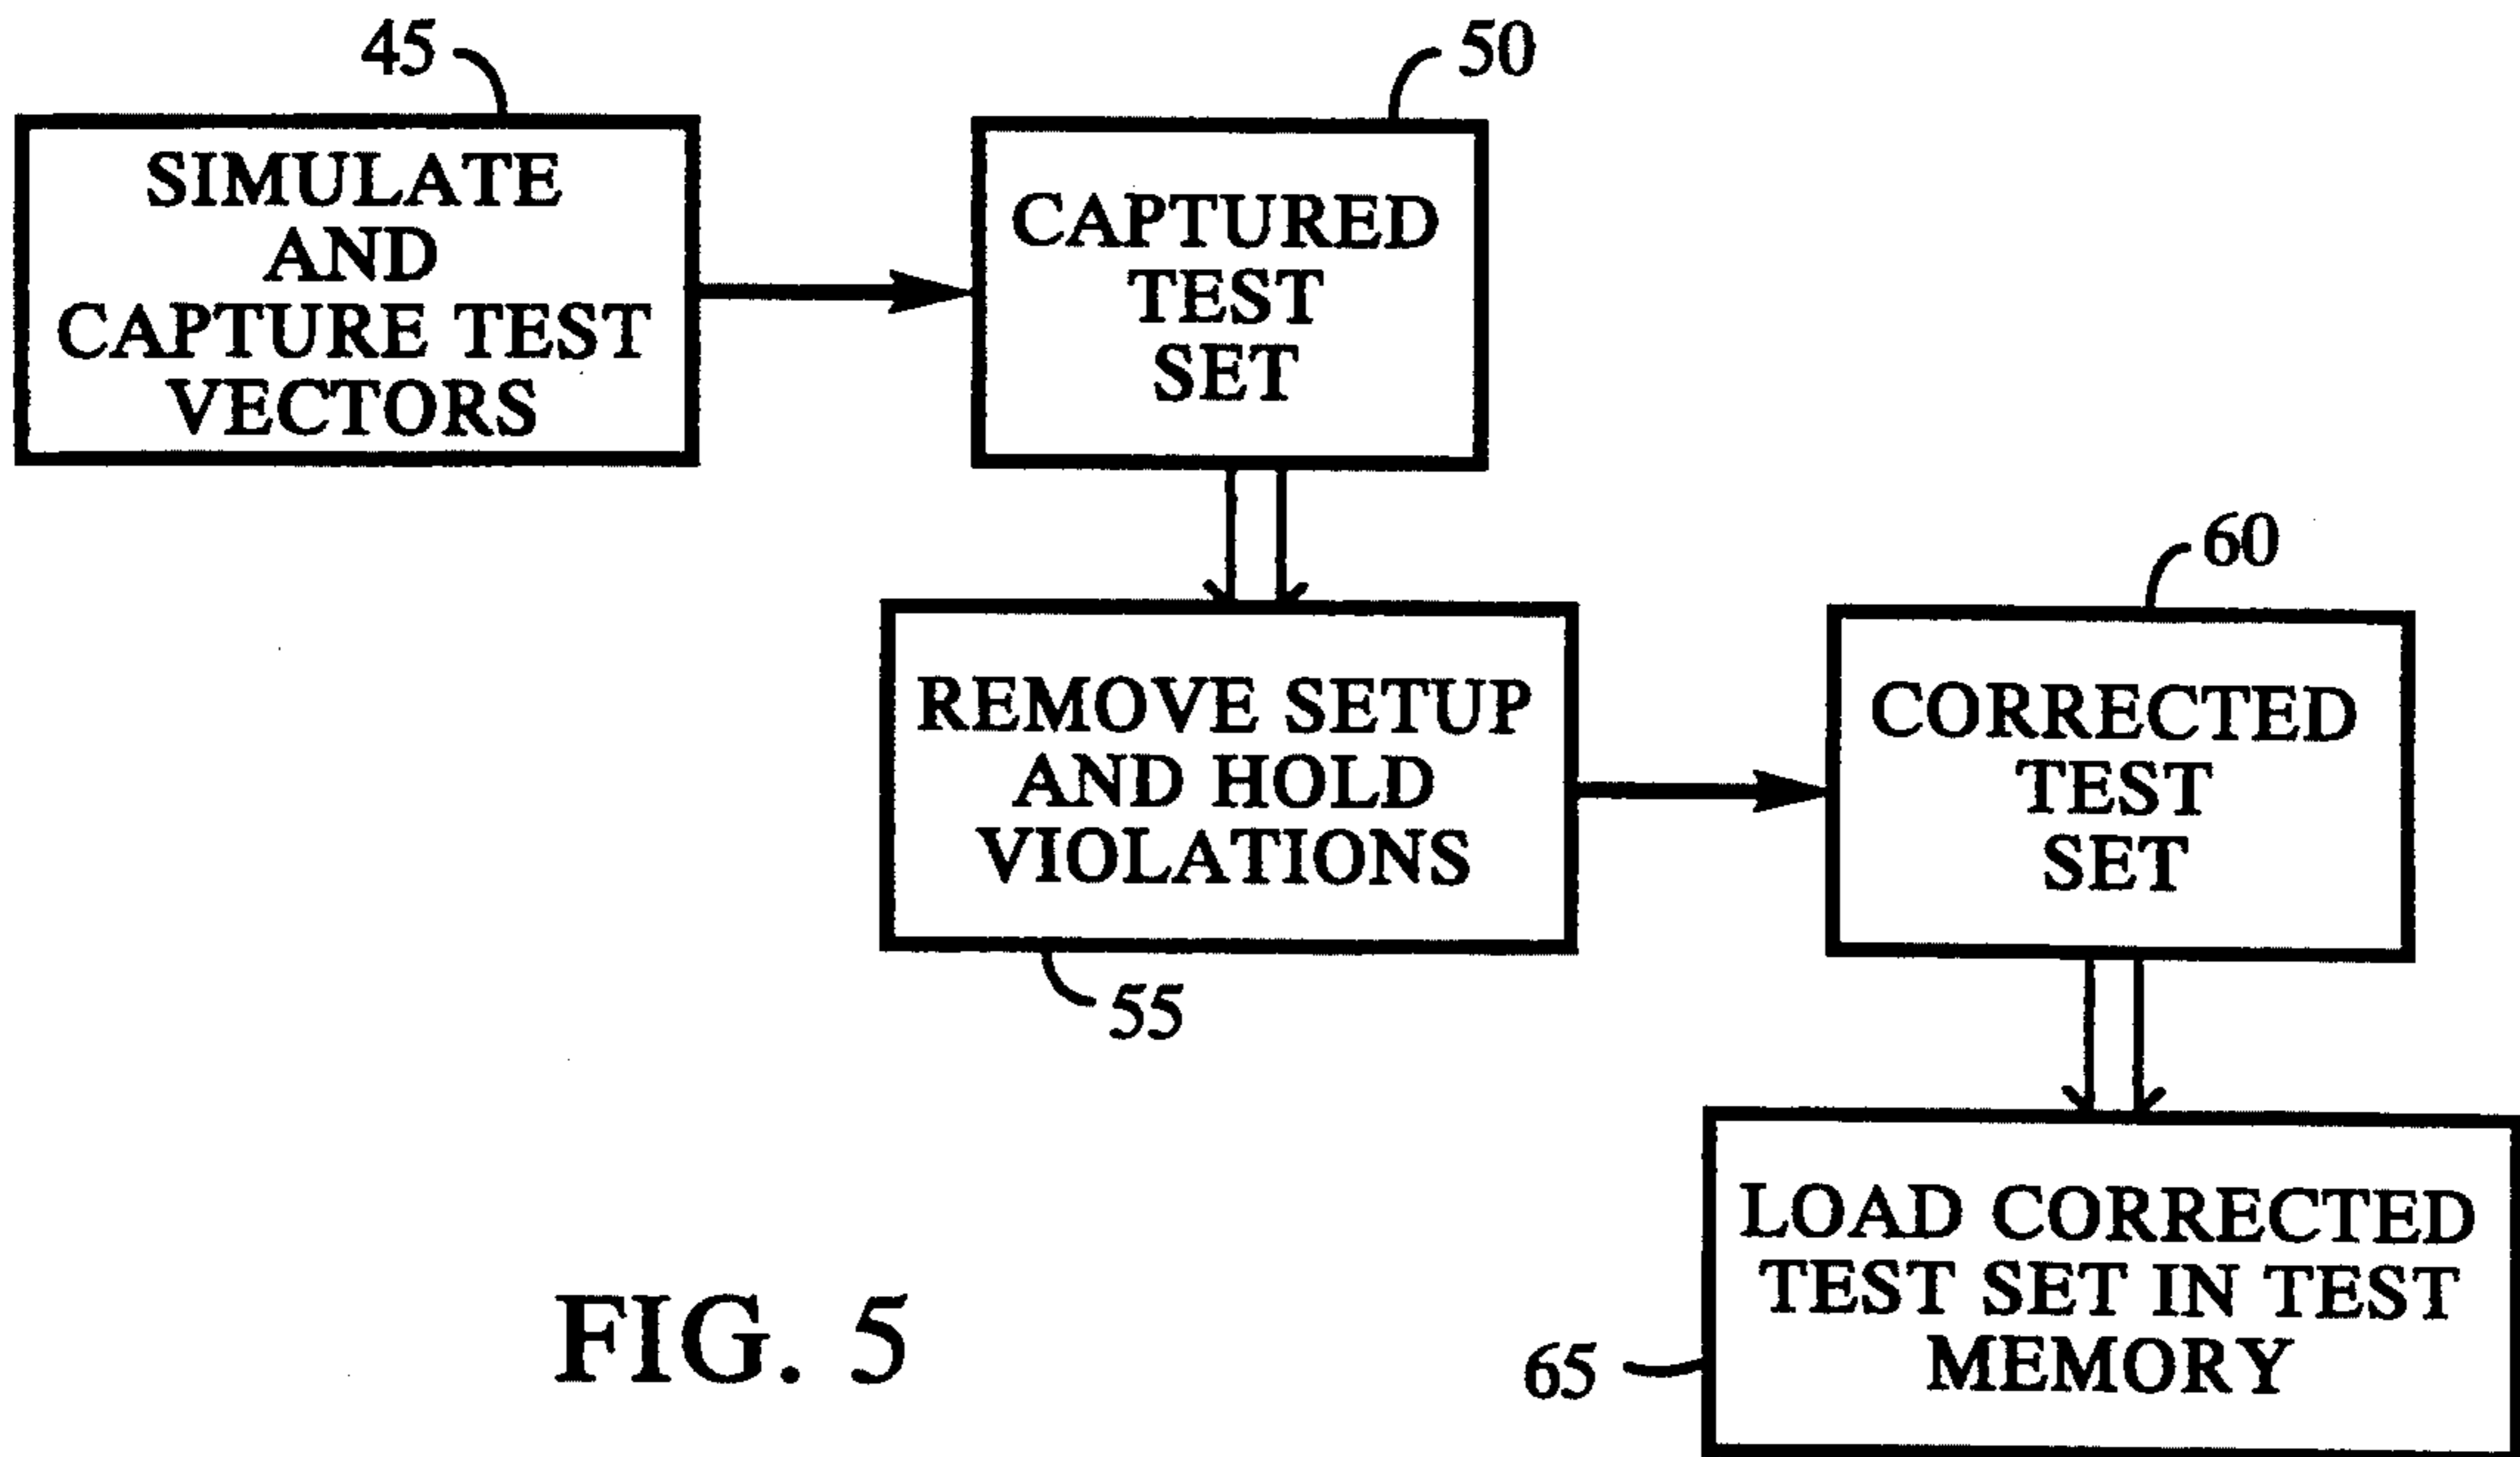 45
SIMULATE
AND
CAPTURE TEST
VECTORS
50
CAPTURED
TEST
SET
REMOVE SETUP
AND HOLD
VIOLATIONS
55
60
CORRECTED
TEST
SET
LOAD CORRECTED
TEST SET IN TEST
MEMORY
65
FIG. 5